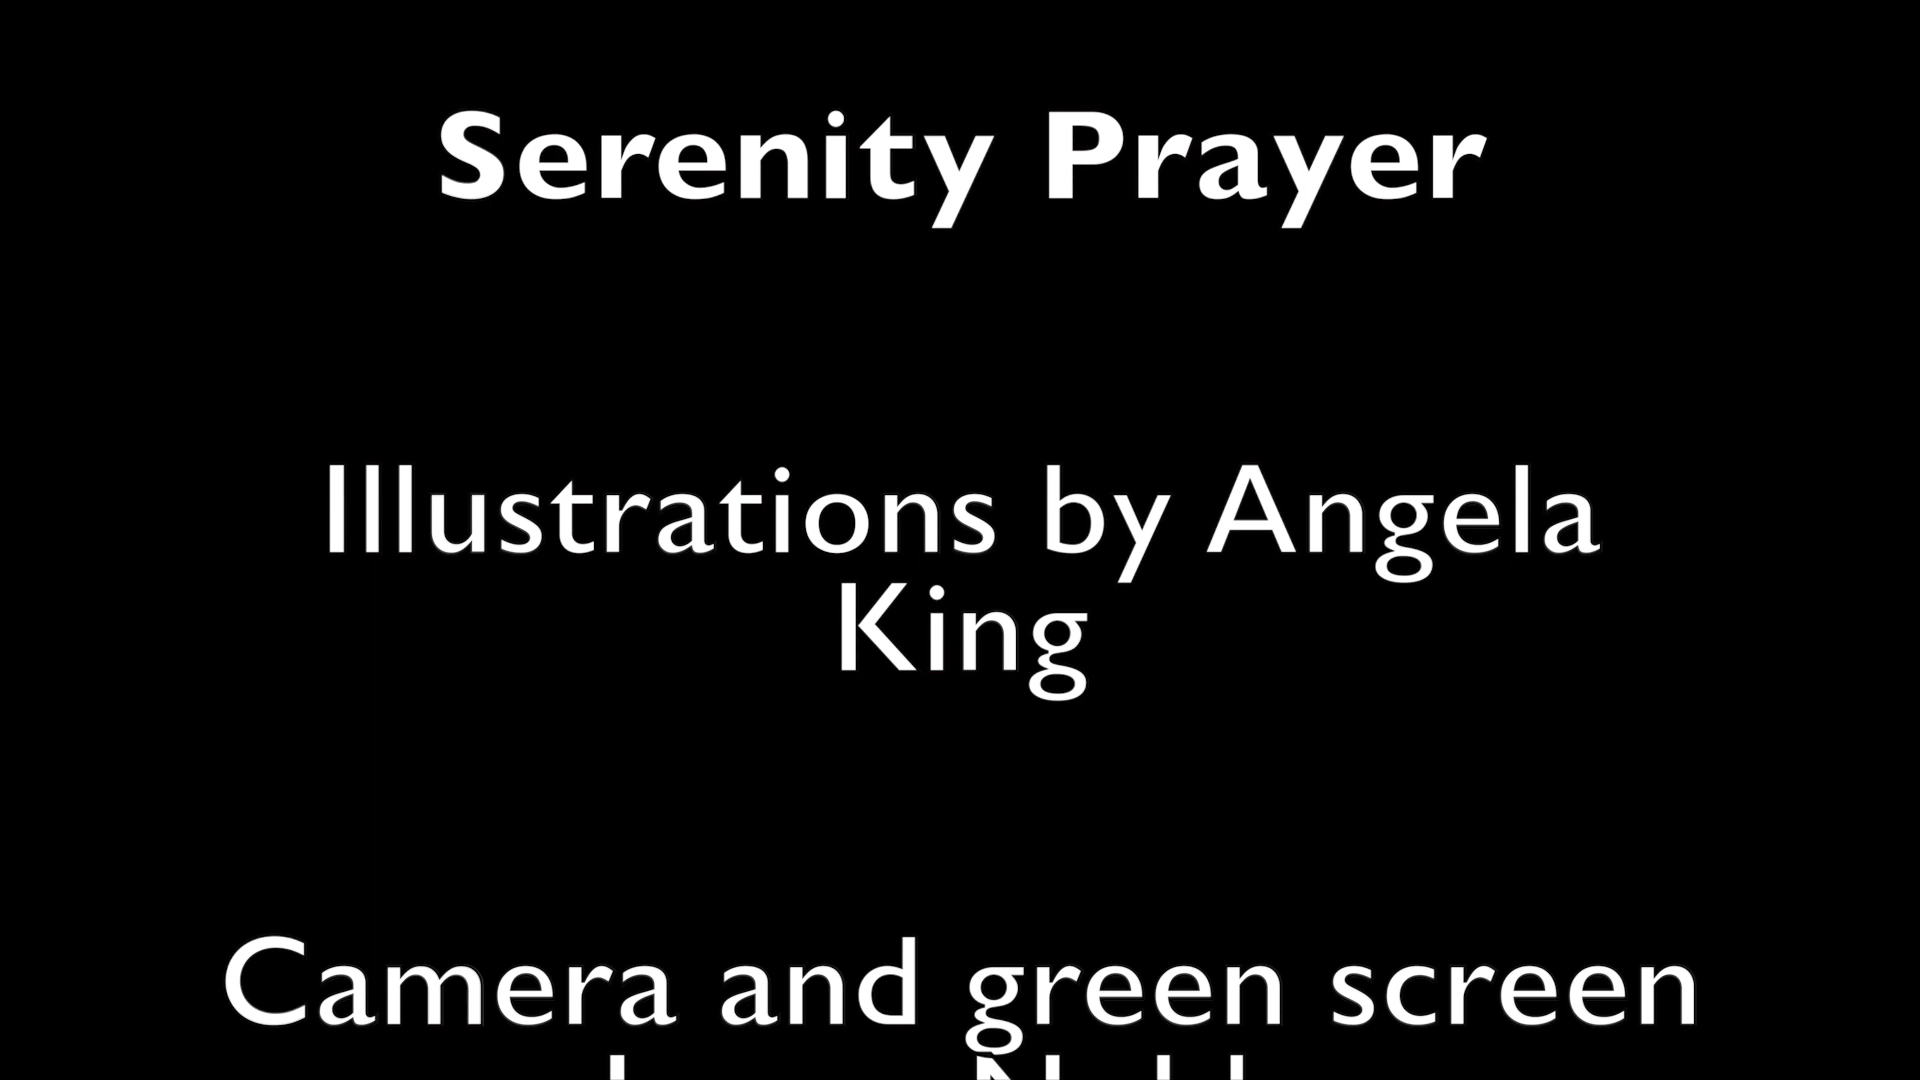 Serenity Prayer
Illustrations by Angela
King
Camera and green screen